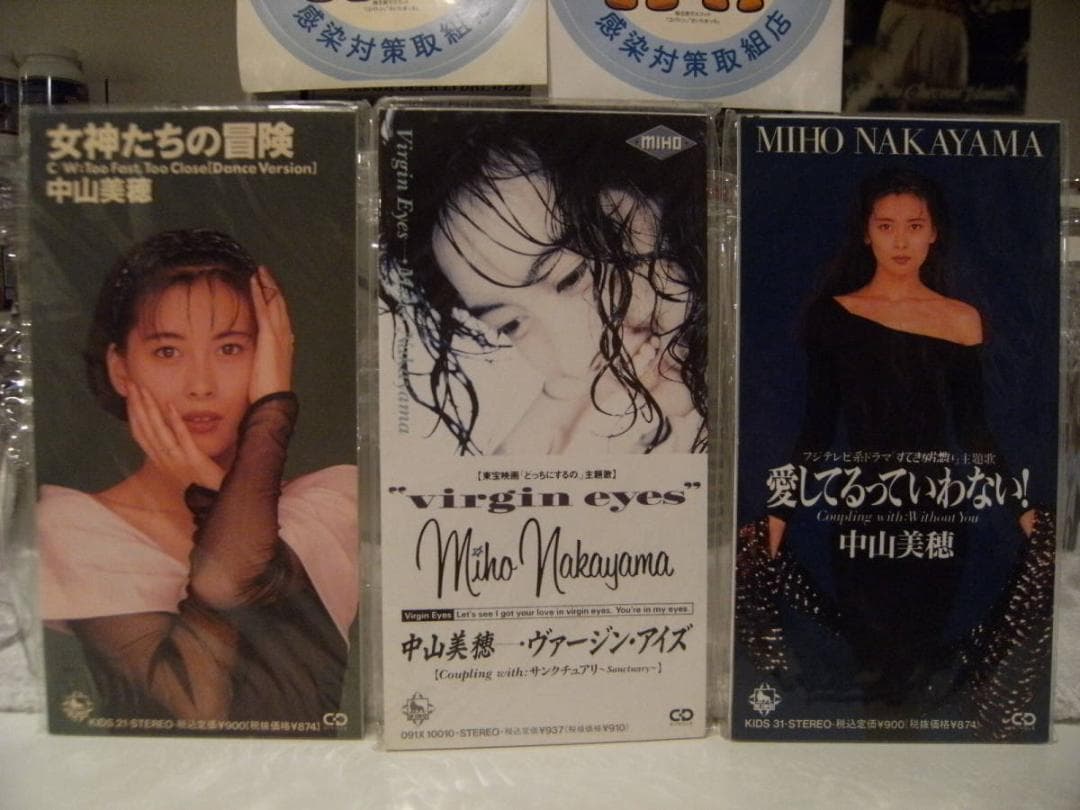 感染対策取組店
感染対策取組店
女神たちの冒険
C/W:Too Fast, Too Close[Dance Version]
中山美穂
KIDS 21・STEREO・税込定価¥900[税抜価格¥874]
CD
MIHO
Virgin Eyes
【東宝映画「どっちにするの」主題歌】
"virgin eyes"
Miho Nakayama
Virgin Eyes Let's see I got your love in virgin eyes. You're in my eyes.
中山美穂―・ヴァージン・アイズ
【Coupling with:サンクチュアリ~Sanctuary~】
091X 10010・STEREO・税込定価¥937(税抜価格¥910)
CD
MIHO NAKAYAMA
フジテレビ系ドラマ「すてきな片想い」主題歌
愛してるっていわない!
Coupling with:Without You
中山美穂
KIDS 31・STEREO・税込定価¥900[税抜価格¥874]
CD